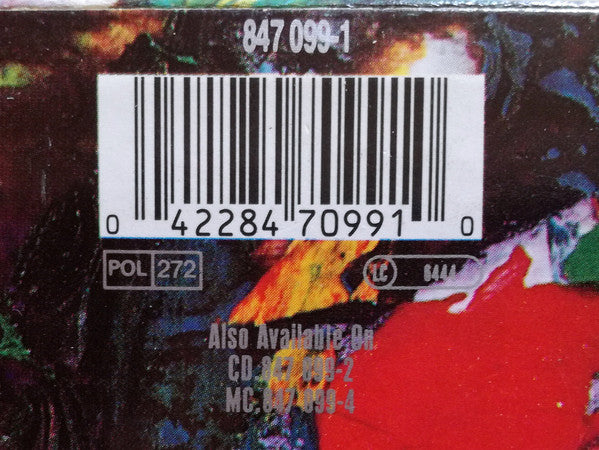 847 099-1
0 42284 70991 0
POL 272
LC 6444
Also Available On
CD.847 099-2
MC.847 099-4